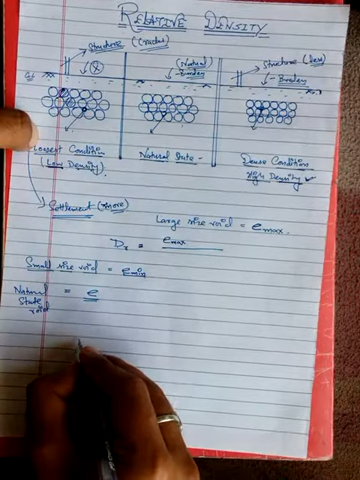 RELATIVE DENSITY
Structure (Cracks)
(Natural)
Structure (Less)
- Burden
- Burden
Loosest Condition
(Low Density).
Natural State -
Dense Condition
High Density ✓
Settlement (more)
Large size void = emax.
Dr = emax
Small size void = emin
Natural State void = e